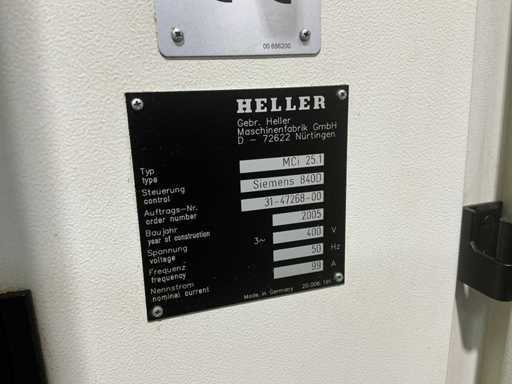 00 686200
HELLER
Gebr. Heller
Maschinenfabrik GmbH
D - 72622 Nürtingen
Typ
type
MCi 25.1
Steuerung
control
Siemens 840D
Auftrags-Nr.
order number
31-47268-00
Baujahr
year of construction
2005
Spannung
voltage
3~ 400 V
Frequenz
frequency
50 Hz
Nennstrom
nominal current
99 A
Made in Germany